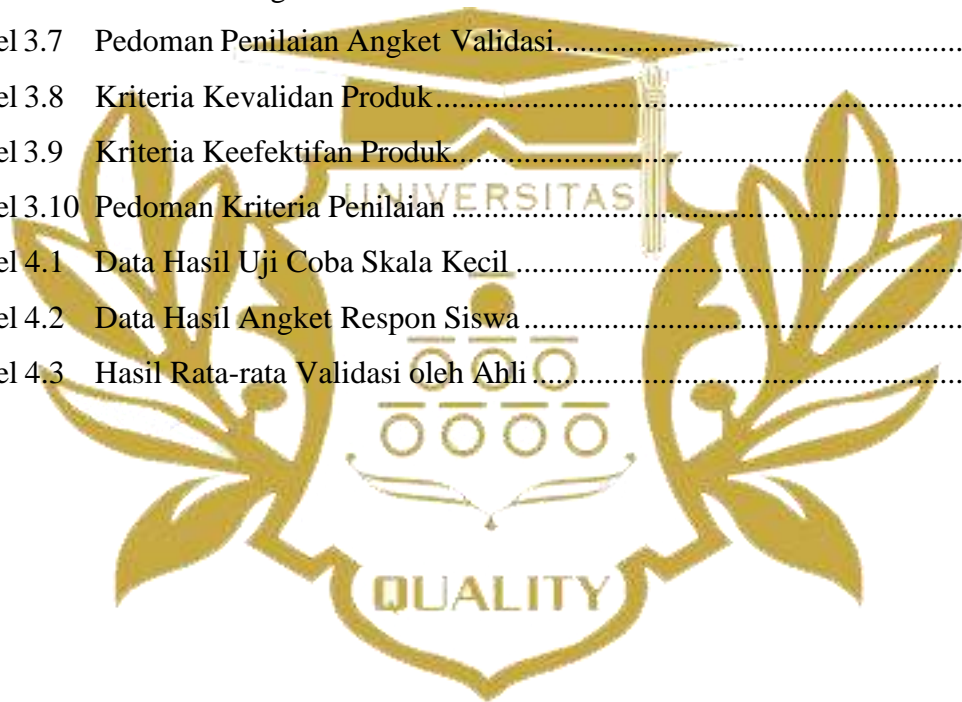 el 3.7 Pedoman Penilaian Angket Validasi
el 3.8 Kriteria Kevalidan Produk
el 3.9 Kriteria Keefektifan Produk
UNIVERSITAS
el 3.10 Pedoman Kriteria Penilaian
el 4.1 Data Hasil Uji Coba Skala Kecil
el 4.2 Data Hasil Angket Respon Siswa
el 4.3 Hasil Rata-rata Validasi oleh Ahli
QUALITY